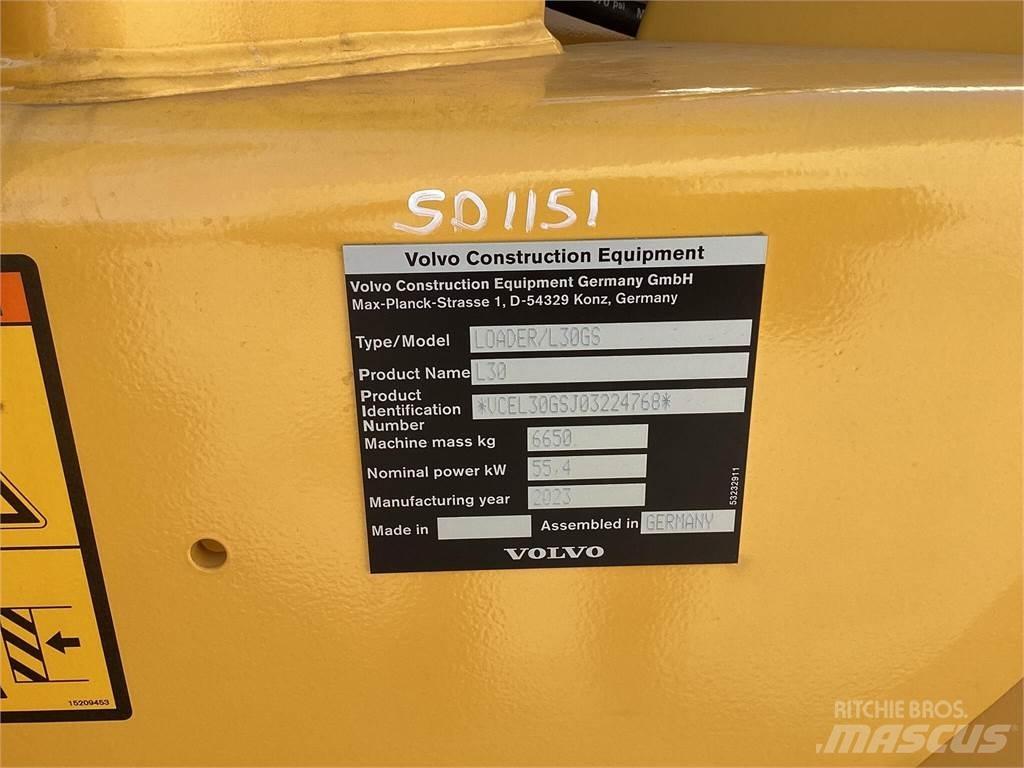 70 psi
SD1151
Volvo Construction Equipment
Volvo Construction Equipment Germany GmbH
Max-Planck-Strasse 1, D-54329 Konz, Germany
Type/Model LOADER/L30GS
Product Name L30
Product
Identification
Number *VCEL30GSJ03224768*
Machine mass kg 6650
Nominal power kW 55,4
Manufacturing year 2023
Made in Assembled in GERMANY
53232911
VOLVO
15209453
RITCHIE BROS.
MASCUS